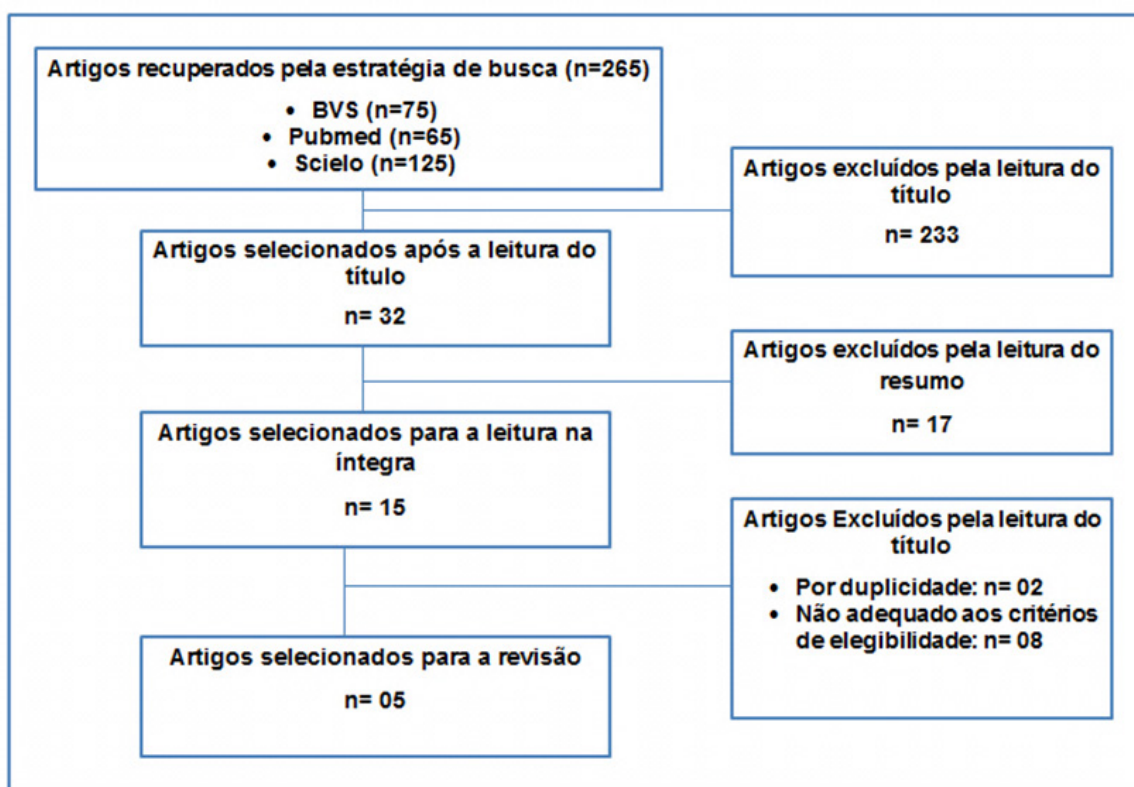 Artigos recuperados pela estratégia de busca (n=265)
• BVS (n=75)
• Pubmed (n=65)
• Scielo (n=125)
Artigos excluídos pela leitura do
título
n= 233
Artigos selecionados após a leitura do
título
n= 32
Artigos excluídos pela leitura do
resumo
n= 17
Artigos selecionados para a leitura na
íntegra
n= 15
Artigos Excluídos pela leitura do
título
• Por duplicidade: n= 02
• Não adequado aos critérios
de elegibilidade: n= 08
Artigos selecionados para a revisão
n= 05